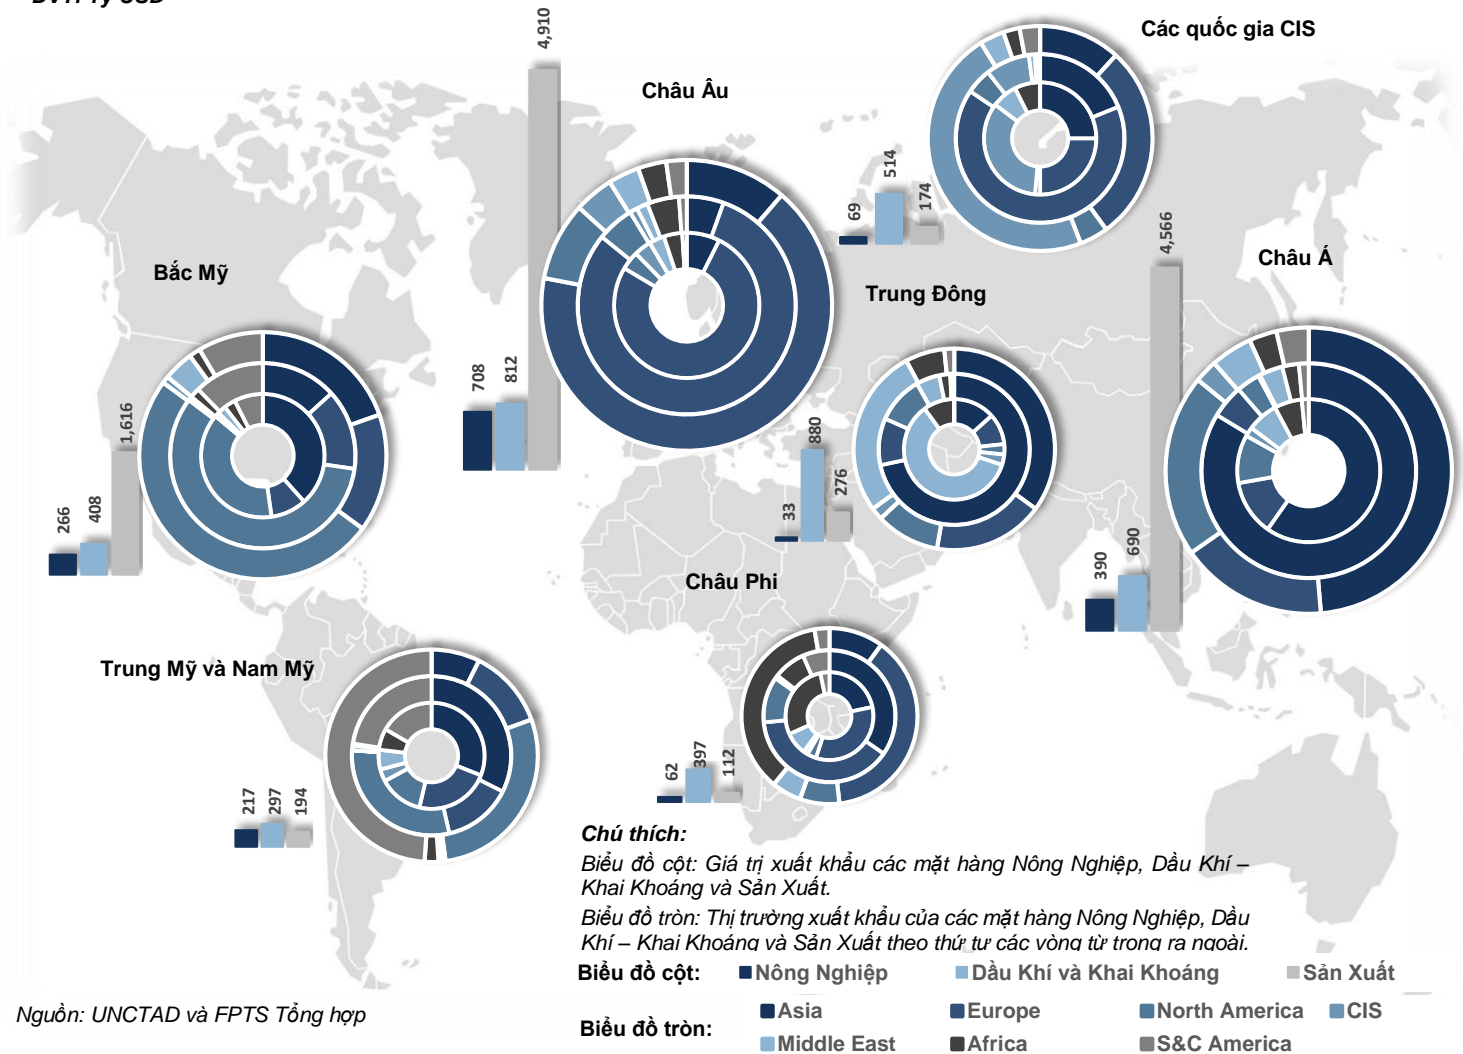 ĐVT: Tỷ USD
Các quốc gia CIS
Châu Âu
4,910
708
812
69
514
174
Châu Á
4,566
390
690
Bắc Mỹ
1,616
266
408
Trung Đông
33
880
276
Châu Phi
62
397
112
Trung Mỹ và Nam Mỹ
217
297
194
Chú thích:
Biểu đồ cột: Giá trị xuất khẩu các mặt hàng Nông Nghiệp, Dầu Khí –
Khai Khoáng và Sản Xuất.
Biểu đồ tròn: Thị trường xuất khẩu của các mặt hàng Nông Nghiệp, Dầu
Khí – Khai Khoáng và Sản Xuất theo thứ tự các vòng từ trong ra ngoài.
Biểu đồ cột: Nông Nghiệp Dầu Khí và Khai Khoáng Sản Xuất
Biểu đồ tròn: Asia Europe North America CIS
Middle East Africa S&C America
Nguồn: UNCTAD và FPTS Tổng hợp